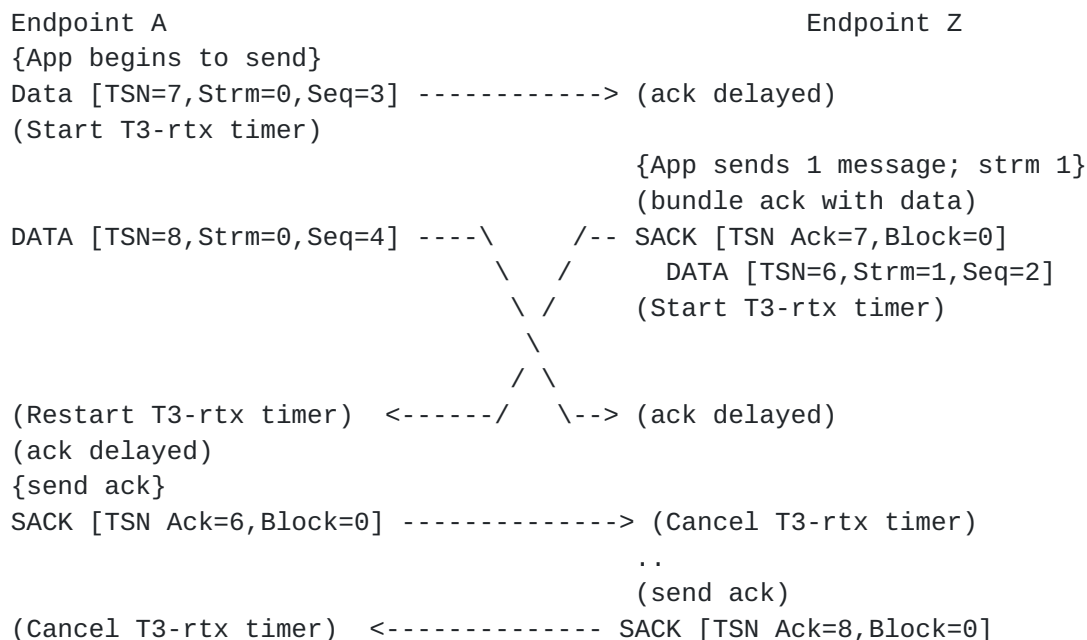 Endpoint A                                       Endpoint Z
{App begins to send}
Data [TSN=7,Strm=0,Seq=3] ------------> (ack delayed)
(Start T3-rtx timer)
                                        {App sends 1 message; strm 1}
                                        (bundle ack with data)
DATA [TSN=8,Strm=0,Seq=4] ----\     /-- SACK [TSN Ack=7,Block=0]
                               \   /      DATA [TSN=6,Strm=1,Seq=2]
                                \ /     (Start T3-rtx timer)
                                 \
                                / \
(Restart T3-rtx timer)  <------/   \--> (ack delayed)
(ack delayed)
{send ack}
SACK [TSN Ack=6,Block=0] --------------> (Cancel T3-rtx timer)
                                        ..
                                        (send ack)
(Cancel T3-rtx timer)  <-------------- SACK [TSN Ack=8,Block=0]